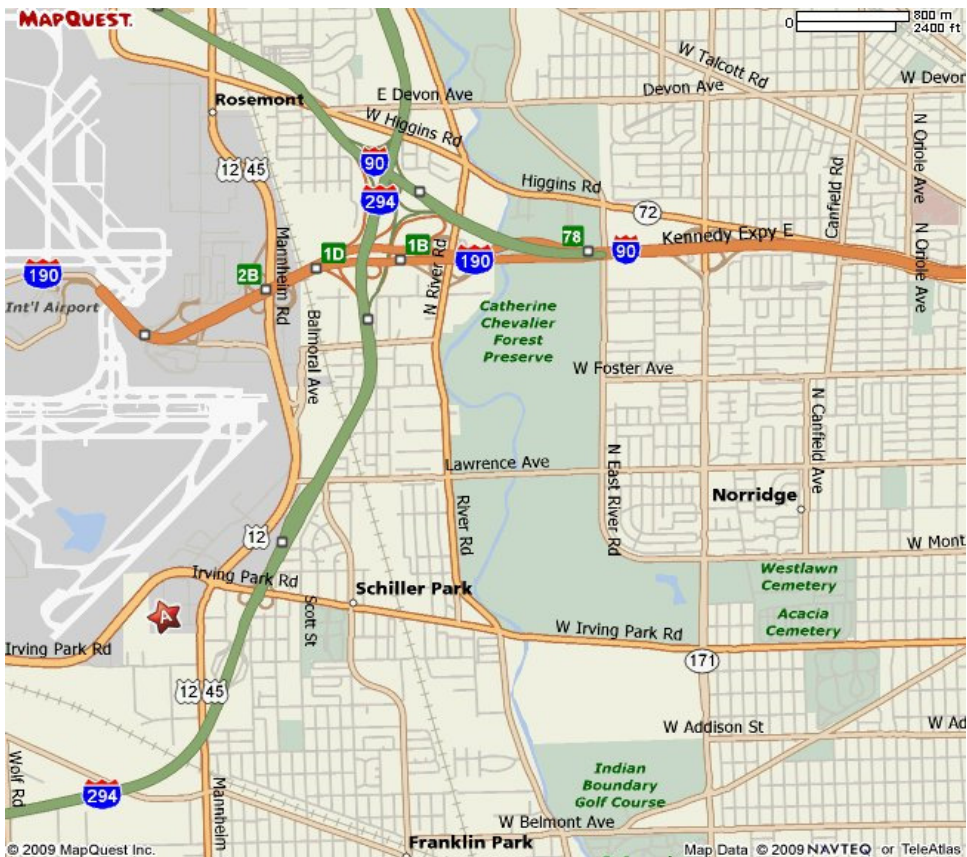 MAPQUEST.
0
800 m
2400 ft
W Talcott Rd
W Devon
Devon Ave
E Devon Ave
Rosemont
W Higgins Rd
N Oriole Ave
12
45
90
Higgins Rd
Canfield Rd
294
72
78
Kennedy Expy E
N Oriole Ave
1B
1D
190
90
190
2B
Mannheim Rd
N River Rd
Int'l Airport
Catherine
Chevalier
Forest
Preserve
Balmoral Ave
W Foster Ave
N Canfield Ave
Lawrence Ave
N East River Rd
Norridge
River Rd
12
W Mont
Irving Park Rd
Westlawn
Cemetery
Schiller Park
Scott St
A
Acacia
Cemetery
W Irving Park Rd
Irving Park Rd
171
12
45
W Addison St
W Ad
Wolf Rd
Indian
Boundary
Golf Course
294
Mannheim
W Belmont Ave
Franklin Park
© 2009 MapQuest Inc.
Map Data © 2009 NAVTEQ or TeleAtlas